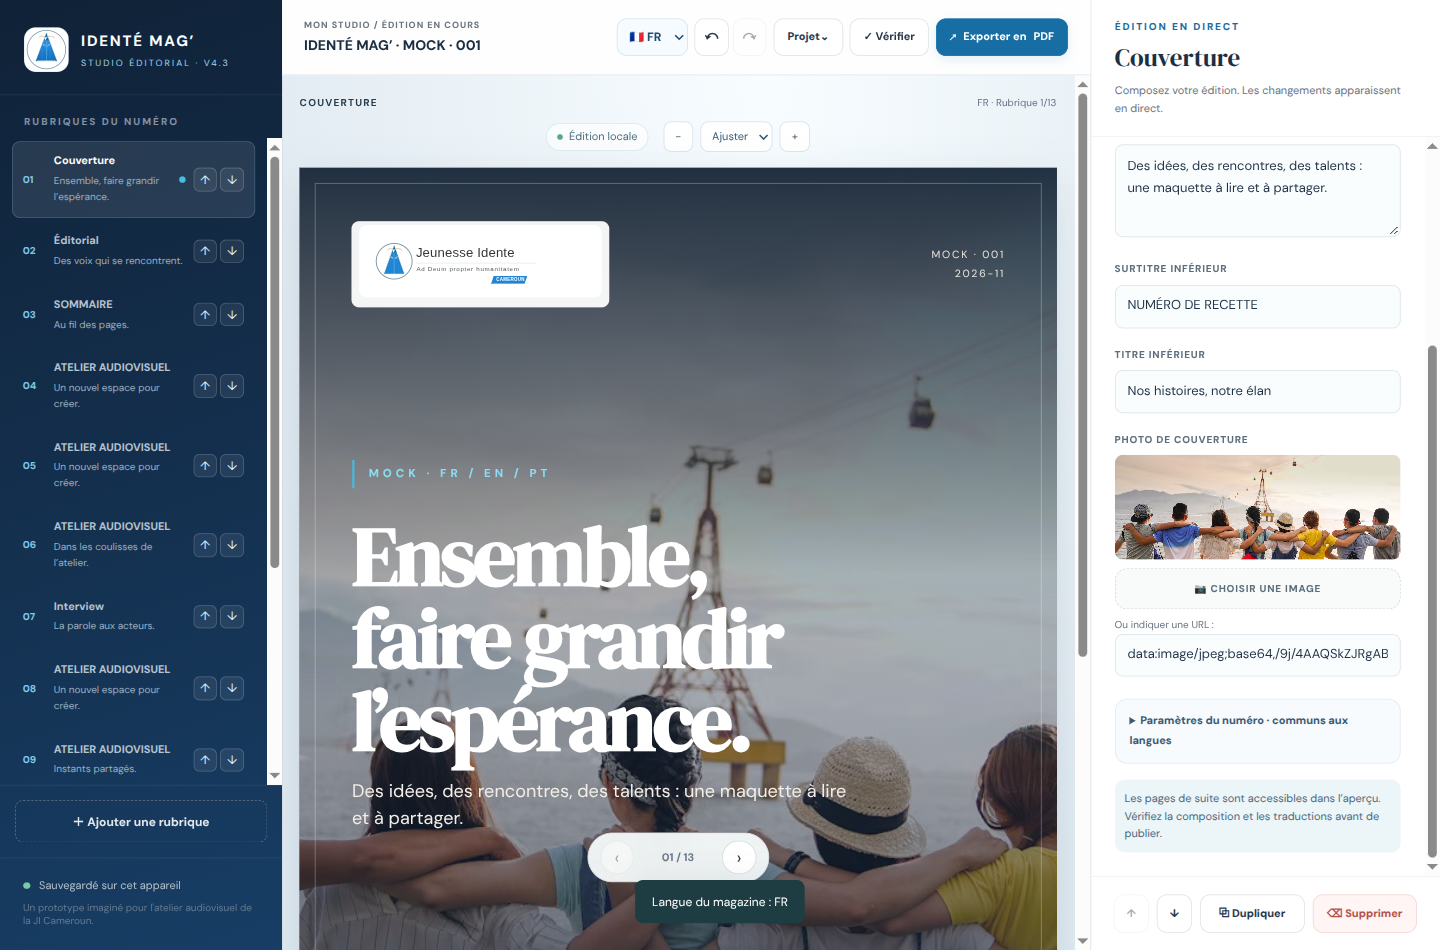 IDENTÉ MAG’
STUDIO ÉDITORIAL · V4.3
RUBRIQUES DU NUMÉRO
01
Couverture
Ensemble, faire grandir
l’espérance.
02
Éditorial
Des voix qui se rencontrent.
03
SOMMAIRE
Au fil des pages.
04
ATELIER AUDIOVISUEL
Un nouvel espace pour
créer.
05
ATELIER AUDIOVISUEL
Un nouvel espace pour
créer.
06
ATELIER AUDIOVISUEL
Dans les coulisses de
l’atelier.
07
Interview
La parole aux acteurs.
08
ATELIER AUDIOVISUEL
Un nouvel espace pour
créer.
09
ATELIER AUDIOVISUEL
Instants partagés.
+ Ajouter une rubrique
Sauvegardé sur cet appareil
Un prototype imaginé pour l’atelier audiovisuel de
la JI Cameroun.
MON STUDIO / ÉDITION EN COURS
IDENTÉ MAG’ · MOCK · 001
🇫🇷 FR
Projet⌄
✓ Vérifier
↗ Exporter en PDF
COUVERTURE
FR · Rubrique 1/13
Édition locale
−
Ajuster
+
Jeunesse Idente
Ad Deum propter humanitatem
CAMEROUN
MOCK · 001
2026-11
MOCK · FR / EN / PT
Ensemble,
faire grandir
l’espérance.
Des idées, des rencontres, des talents : une maquette à lire
et à partager.
‹ 01 / 13 ›
Langue du magazine : FR
ÉDITION EN DIRECT
Couverture
Composez votre édition. Les changements apparaissent
en direct.
Des idées, des rencontres, des talents :
une maquette à lire et à partager.
SURTITRE INFÉRIEUR
NUMÉRO DE RECETTE
TITRE INFÉRIEUR
Nos histoires, notre élan
PHOTO DE COUVERTURE
📷 CHOISIR UNE IMAGE
Ou indiquer une URL :
data:image/jpeg;base64,/9j/4AAQSkZJRgAB
▶ Paramètres du numéro · communs aux
langues
Les pages de suite sont accessibles dans l’aperçu.
Vérifiez la composition et les traductions avant de
publier.
↑
↓
⧉ Dupliquer
⌫ Supprimer